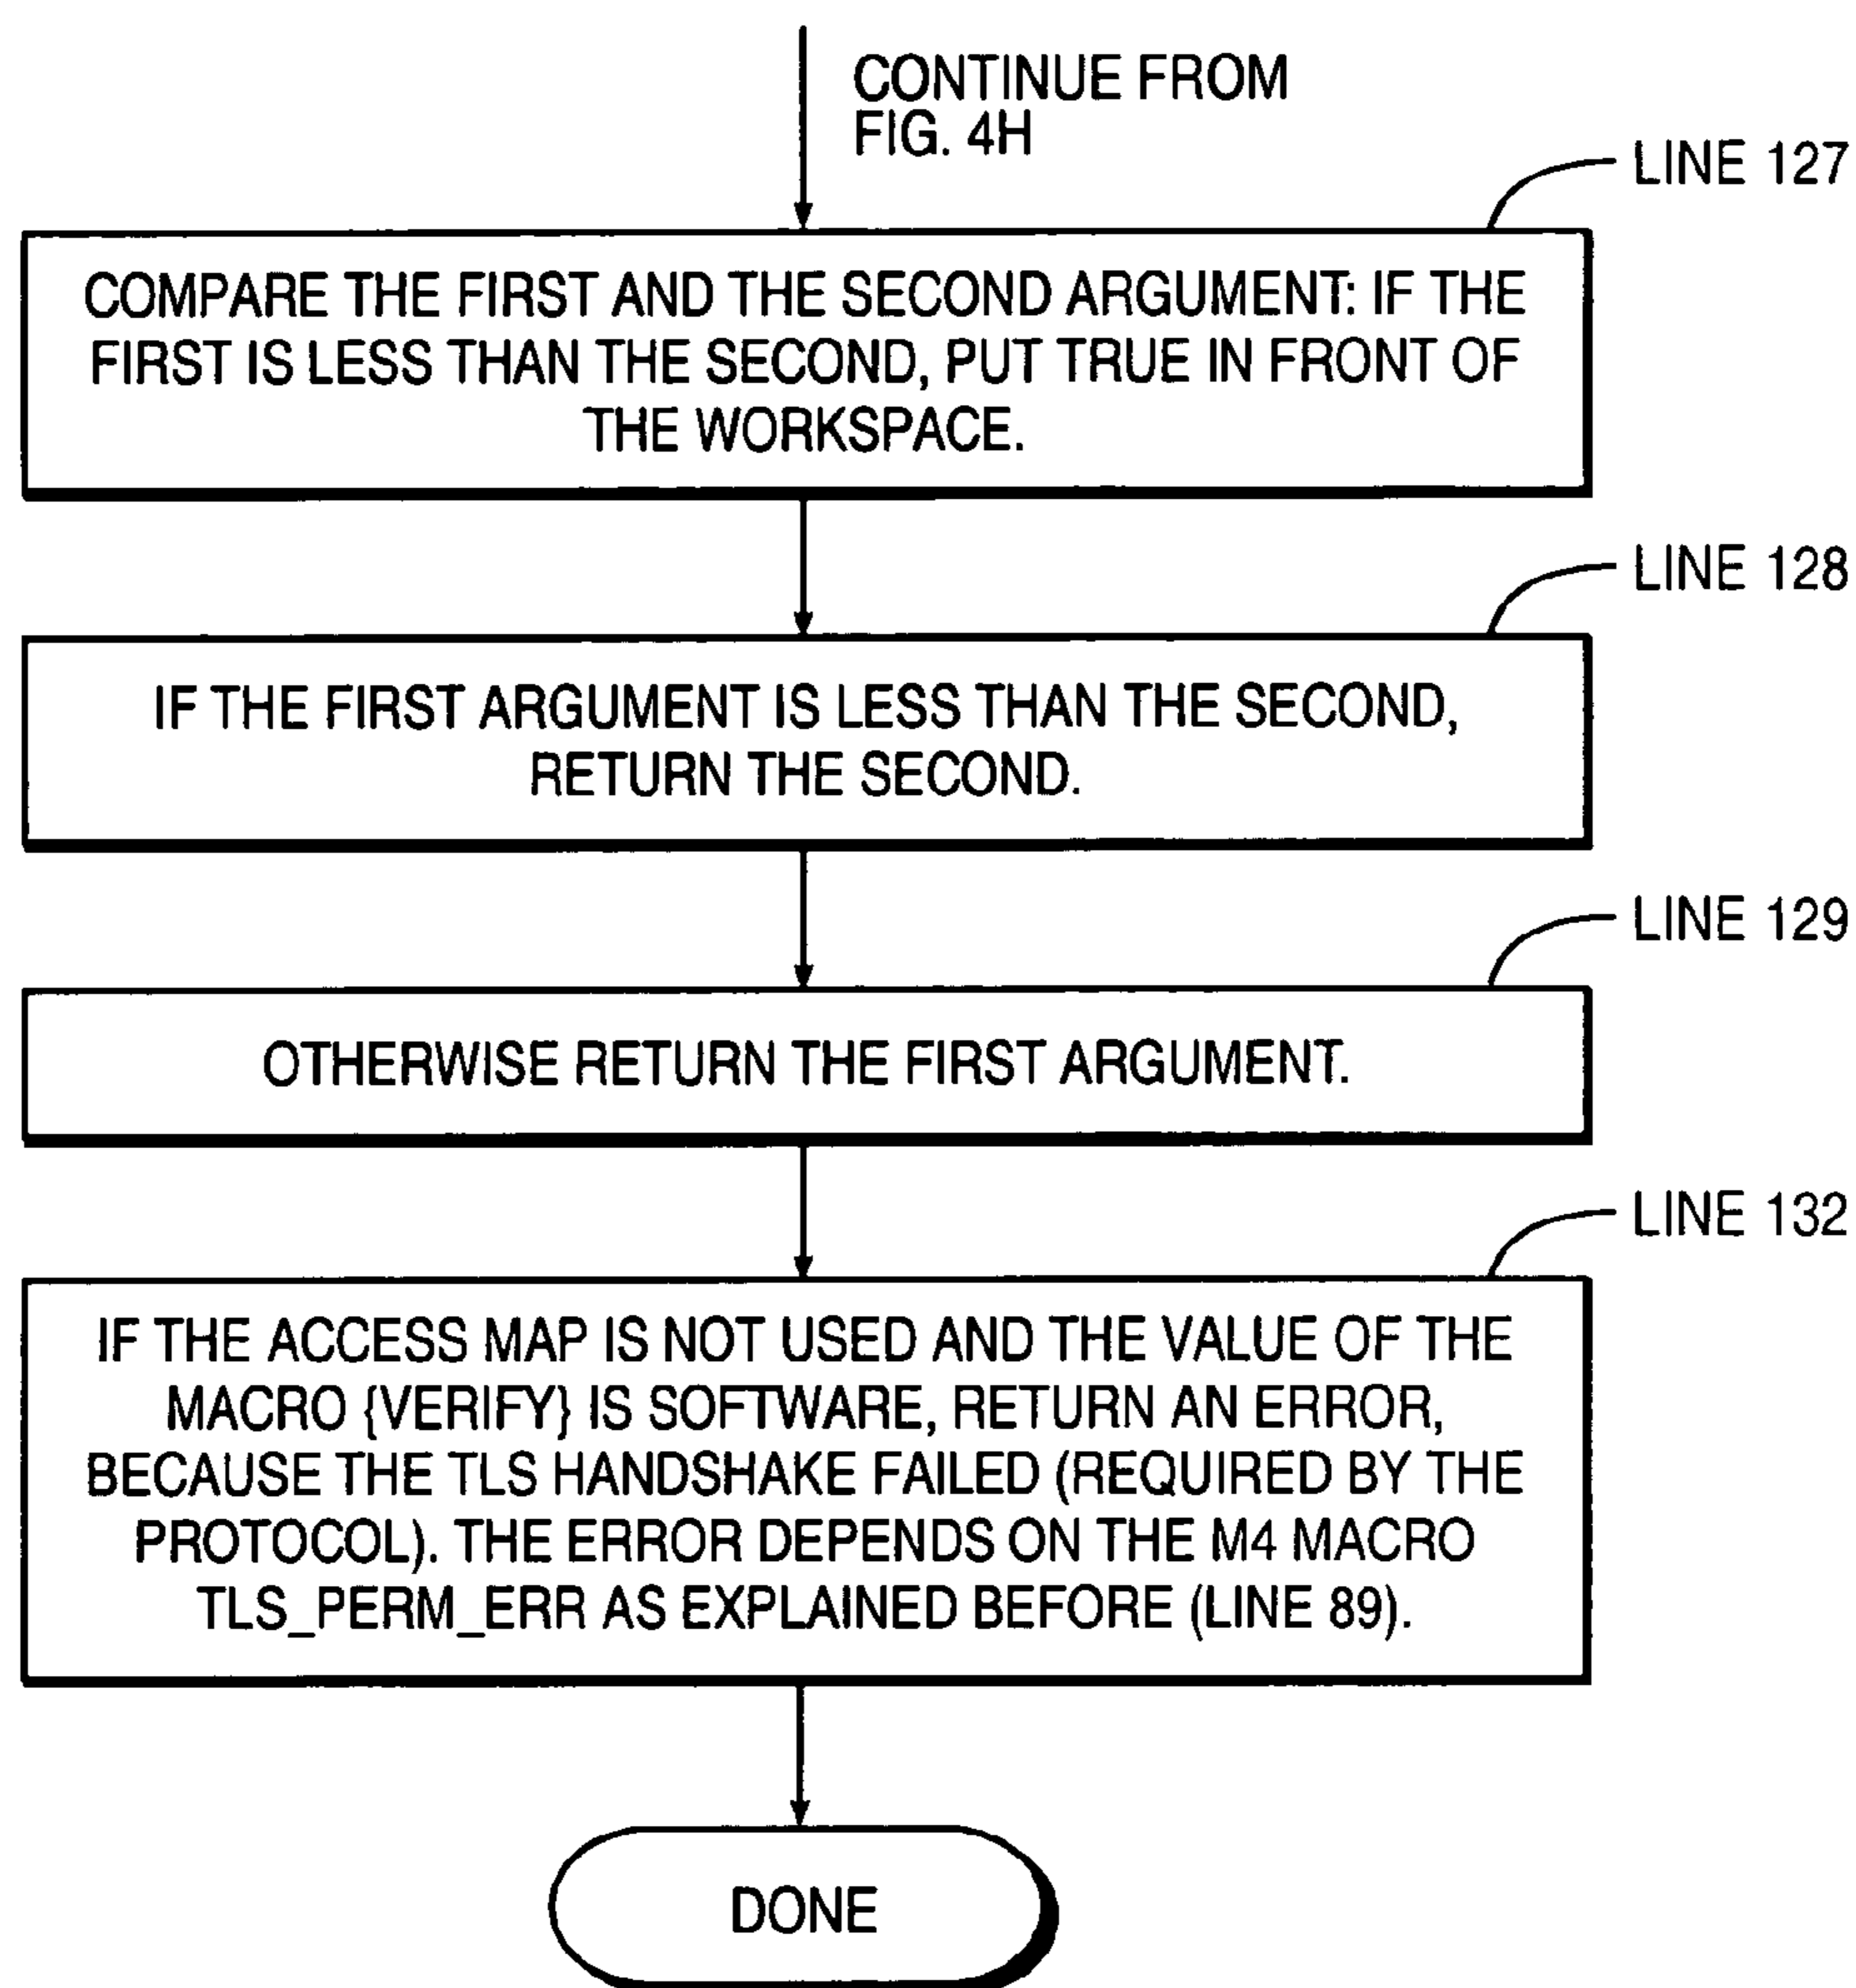 CONTINUE FROM
FIG. 4H
LINE 127
COMPARE THE FIRST AND THE SECOND ARGUMENT: IF THE
FIRST IS LESS THAN THE SECOND, PUT TRUE IN FRONT OF
THE WORKSPACE.
LINE 128
IF THE FIRST ARGUMENT IS LESS THAN THE SECOND,
RETURN THE SECOND.
LINE 129
OTHERWISE RETURN THE FIRST ARGUMENT.
LINE 132
IF THE ACCESS MAP IS NOT USED AND THE VALUE OF THE
MACRO {VERIFY} IS SOFTWARE, RETURN AN ERROR,
BECAUSE THE TLS HANDSHAKE FAILED (REQUIRED BY THE
PROTOCOL). THE ERROR DEPENDS ON THE M4 MACRO
TLS_PERM_ERR AS EXPLAINED BEFORE (LINE 89).
DONE